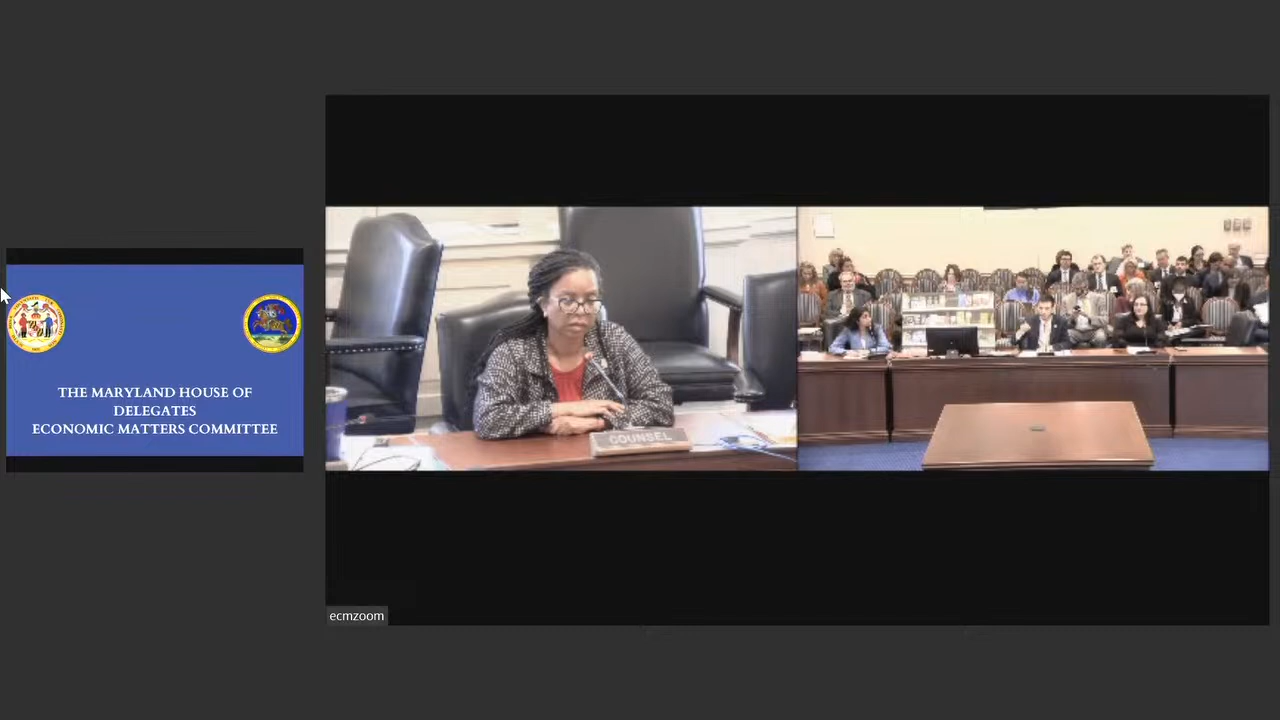 THE MARYLAND HOUSE OF
DELEGATES
ECONOMIC MATTERS COMMITTEE
COUNSEL
ecmzoom